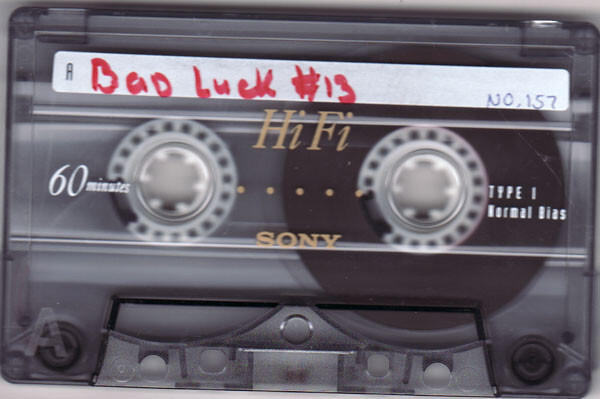 A Bad Luck #13
NO. 157
HiFi
60 minutes
TYPE I
Normal Bias
SONY
A